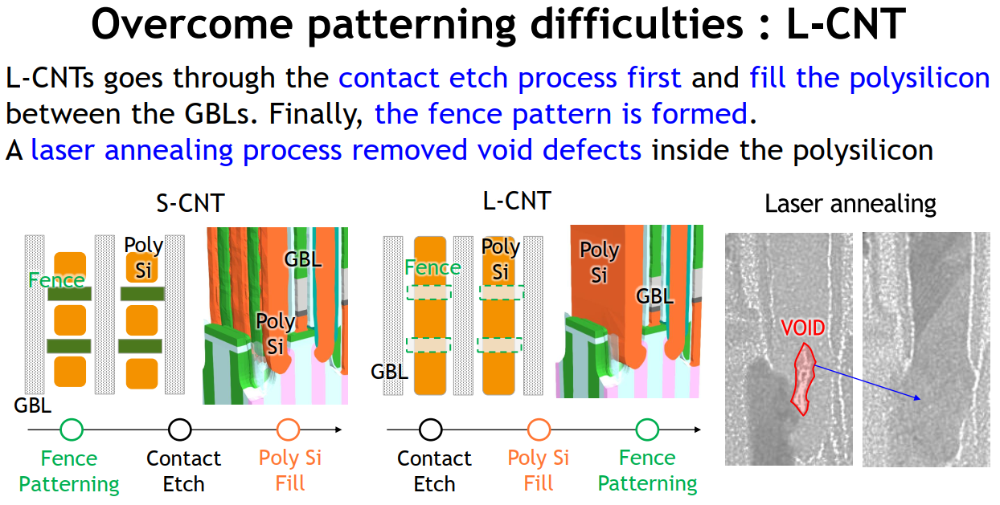 Overcome patterning difficulties : L-CNT
L-CNTs goes through the contact etch process first and fill the polysilicon
between the GBLs. Finally, the fence pattern is formed.
A laser annealing process removed void defects inside the polysilicon
S-CNT
Poly
Si
Fence
GBL
GBL
Poly
Si
Fence
Patterning
Contact
Etch
Poly Si
Fill
L-CNT
Fence
Poly
Si
GBL
Poly
Si
GBL
Contact
Etch
Poly Si
Fill
Fence
Patterning
Laser annealing
VOID